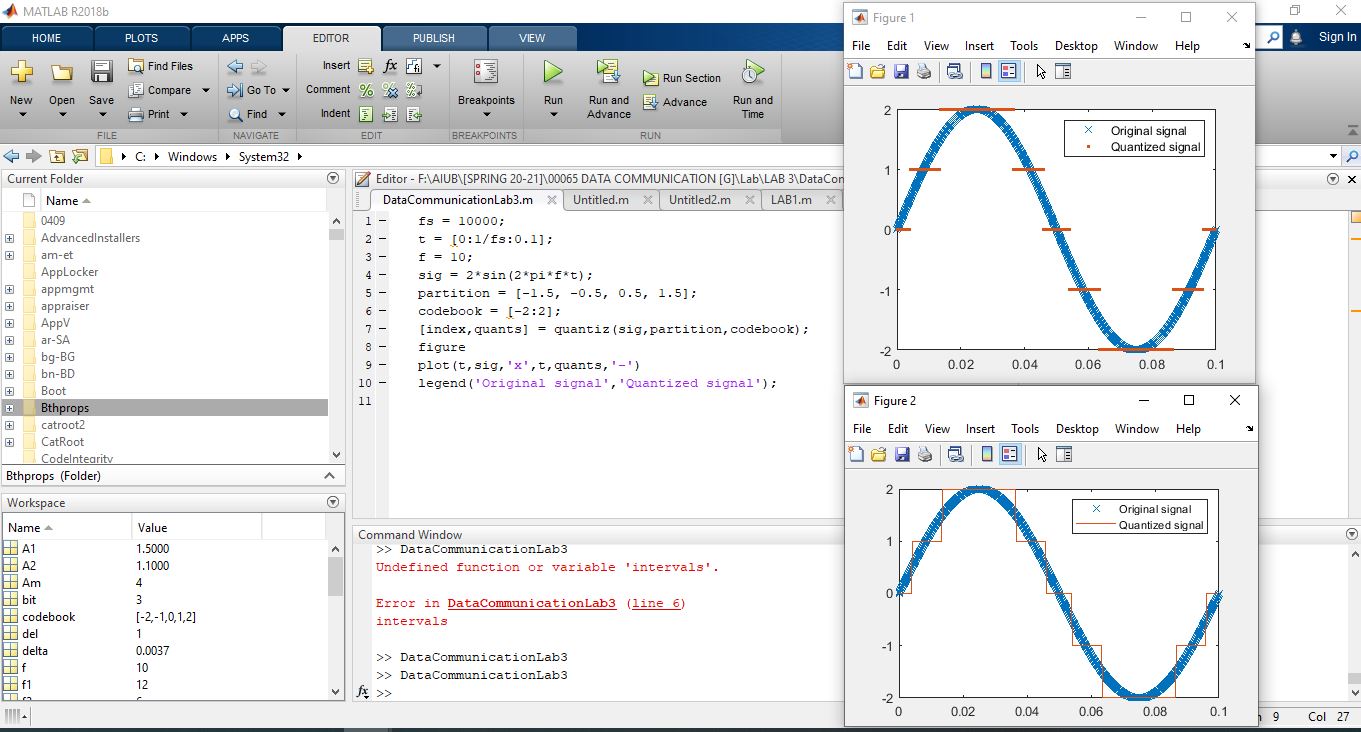 MATLAB R2018b
HOME PLOTS APPS EDITOR PUBLISH VIEW
Sign In
New
Open
Save
Find Files
Compare
Print
FILE
Go To
Find
NAVIGATE
Insert
Comment
Indent
EDIT
Breakpoints
BREAKPOINTS
Run
Run and
Advance
Run Section
Advance
Run and
Time
RUN
C: Windows System32
Current Folder
Name
0409
AdvancedInstallers
am-et
AppLocker
appmgmt
appraiser
AppV
ar-SA
bg-BG
bn-BD
Boot
Bthprops
catroot2
CatRoot
CodeIntegrity
Bthprops (Folder)
Workspace
Name Value
A1 1.5000
A2 1.1000
Am 4
bit 3
codebook [-2,-1,0,1,2]
del 1
delta 0.0037
f 10
f1 12
Editor - F:\AIUB\[SPRING 20-21]\00065 DATA COMMUNICATION [G]\Lab\LAB 3\DataCom
DataCommunicationLab3.m Untitled.m Untitled2.m LAB1.m
1 - fs = 10000;
2 - t = [0:1/fs:0.1];
3 - f = 10;
4 - sig = 2*sin(2*pi*f*t);
5 - partition = [-1.5, -0.5, 0.5, 1.5];
6 - codebook = [-2:2];
7 - [index,quants] = quantiz(sig,partition,codebook);
8 - figure
9 - plot(t,sig,'x',t,quants,'-')
10 - legend('Original signal','Quantized signal');
11
Command Window
>> DataCommunicationLab3
Undefined function or variable 'intervals'.
Error in DataCommunicationLab3 (line 6)
intervals
>> DataCommunicationLab3
>> DataCommunicationLab3
fx >>
Figure 1
File Edit View Insert Tools Desktop Window Help
2
1
0
-1
-2
0 0.02 0.04 0.06 0.08 0.1
Original signal
Quantized signal
Figure 2
File Edit View Insert Tools Desktop Window Help
2
1
0
-1
-2
0 0.02 0.04 0.06 0.08 0.1
Original signal
Quantized signal
9 Col 27